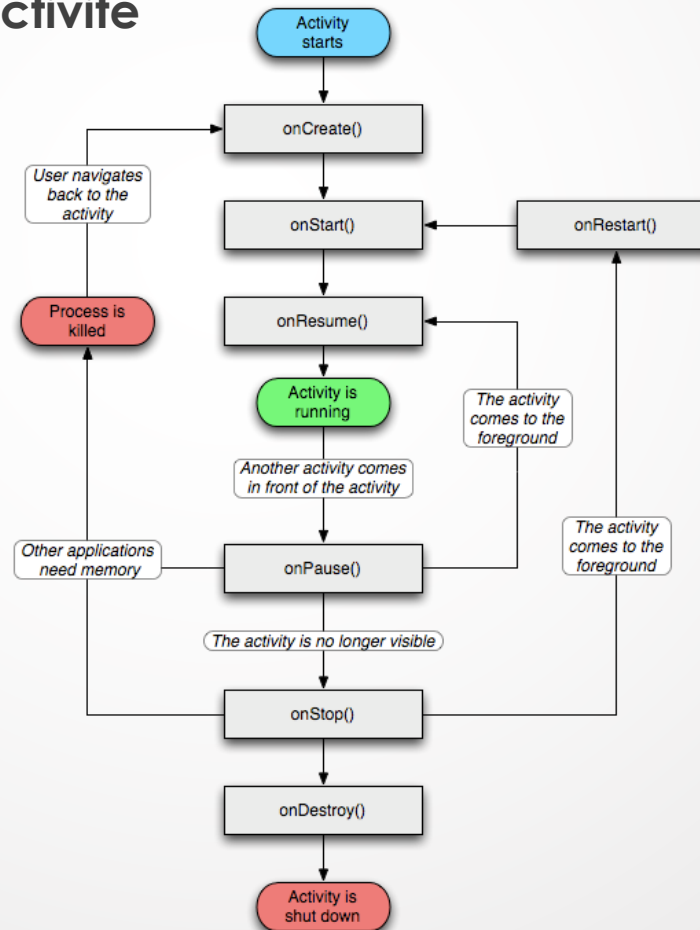 ctivite
Activity
starts
onCreate()
User navigates
back to the
activity
onStart()
onRestart()
Process is
killed
onResume()
Activity is
running
The activity
comes to the
foreground
Another activity comes
in front of the activity
Other applications
need memory
onPause()
The activity
comes to the
foreground
The activity is no longer visible
onStop()
onDestroy()
Activity is
shut down